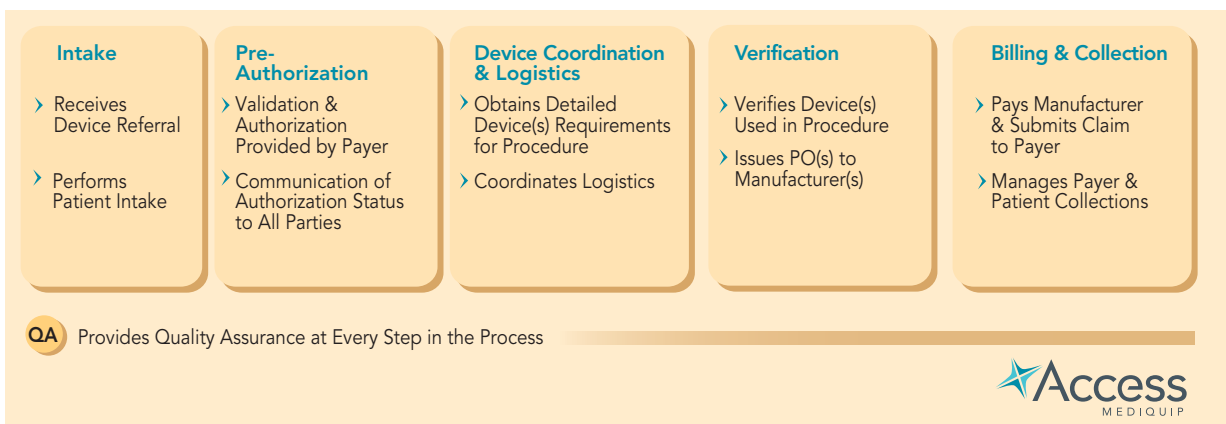 Intake
Receives
Device Referral
Performs
Patient Intake
Pre-
Authorization
Validation &
Authorization
Provided by Payer
Communication of
Authorization Status
to All Parties
Device Coordination
& Logistics
Obtains Detailed
Device(s) Requirements
for Procedure
Coordinates Logistics
Verification
Verifies Device(s)
Used in Procedure
Issues PO(s) to
Manufacturer(s)
Billing & Collection
Pays Manufacturer
& Submits Claim
to Payer
Manages Payer &
Patient Collections
QA Provides Quality Assurance at Every Step in the Process
Access
MEDIQUIP